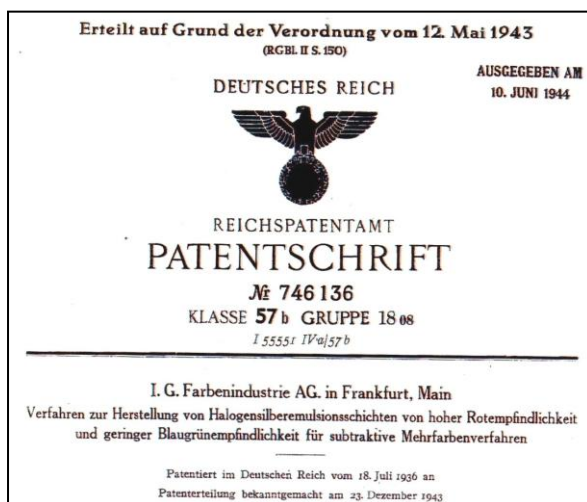 Erteilt auf Grund der Verordnung vom 12. Mai 1943
(RGBl. II S. 150)
AUSGEGEBEN AM
10. JUNI 1944
DEUTSCHES REICH
REICHSPATENTAMT
PATENTSCHRIFT
№ 746 136
KLASSE 57 b GRUPPE 18 08
I 55551 IVa/57 b
I. G. Farbenindustrie AG. in Frankfurt, Main
Verfahren zur Herstellung von Halogensilberemulsionsschichten von hoher Rotempfindlichkeit
und geringer Blaugrünempfindlichkeit für subtraktive Mehrfarbenverfahren
Patentiert im Deutschen Reich vom 18. Juli 1936 an
Patenterteilung bekanntgemacht am 23. Dezember 1943